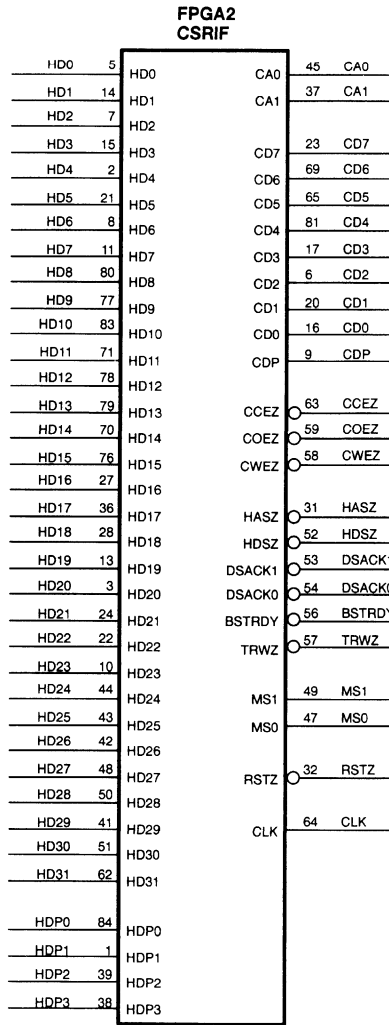 FPGA2
CSRIF
HD0 5 HD0 CA0 45 CA0
HD1 14 HD1 CA1 37 CA1
HD2 7 HD2
HD3 15 HD3 CD7 23 CD7
HD4 2 HD4 CD6 69 CD6
HD5 21 HD5 CD5 65 CD5
HD6 8 HD6 CD4 81 CD4
HD7 11 HD7 CD3 17 CD3
HD8 80 HD8 CD2 6 CD2
HD9 77 HD9 CD1 20 CD1
HD10 83 HD10 CD0 16 CD0
HD11 71 HD11 CDP 9 CDP
HD12 78 HD12
HD13 79 HD13 CCEZ 63 CCEZ
HD14 70 HD14 COEZ 59 COEZ
HD15 76 HD15 CWEZ 58 CWEZ
HD16 27 HD16
HD17 36 HD17 HASZ 31 HASZ
HD18 28 HD18 HDSZ 52 HDSZ
HD19 13 HD19 DSACK1 53 DSACK1
HD20 3 HD20 DSACK0 54 DSACK0
HD21 24 HD21 BSTRDY 56 BSTRDY
HD22 22 HD22 TRWZ 57 TRWZ
HD23 10 HD23
HD24 44 HD24 MS1 49 MS1
HD25 43 HD25 MS0 47 MS0
HD26 42 HD26
HD27 48 HD27 RSTZ 32 RSTZ
HD28 50 HD28
HD29 41 HD29 CLK 64 CLK
HD30 51 HD30
HD31 62 HD31
HDP0 84 HDP0
HDP1 1 HDP1
HDP2 39 HDP2
HDP3 38 HDP3